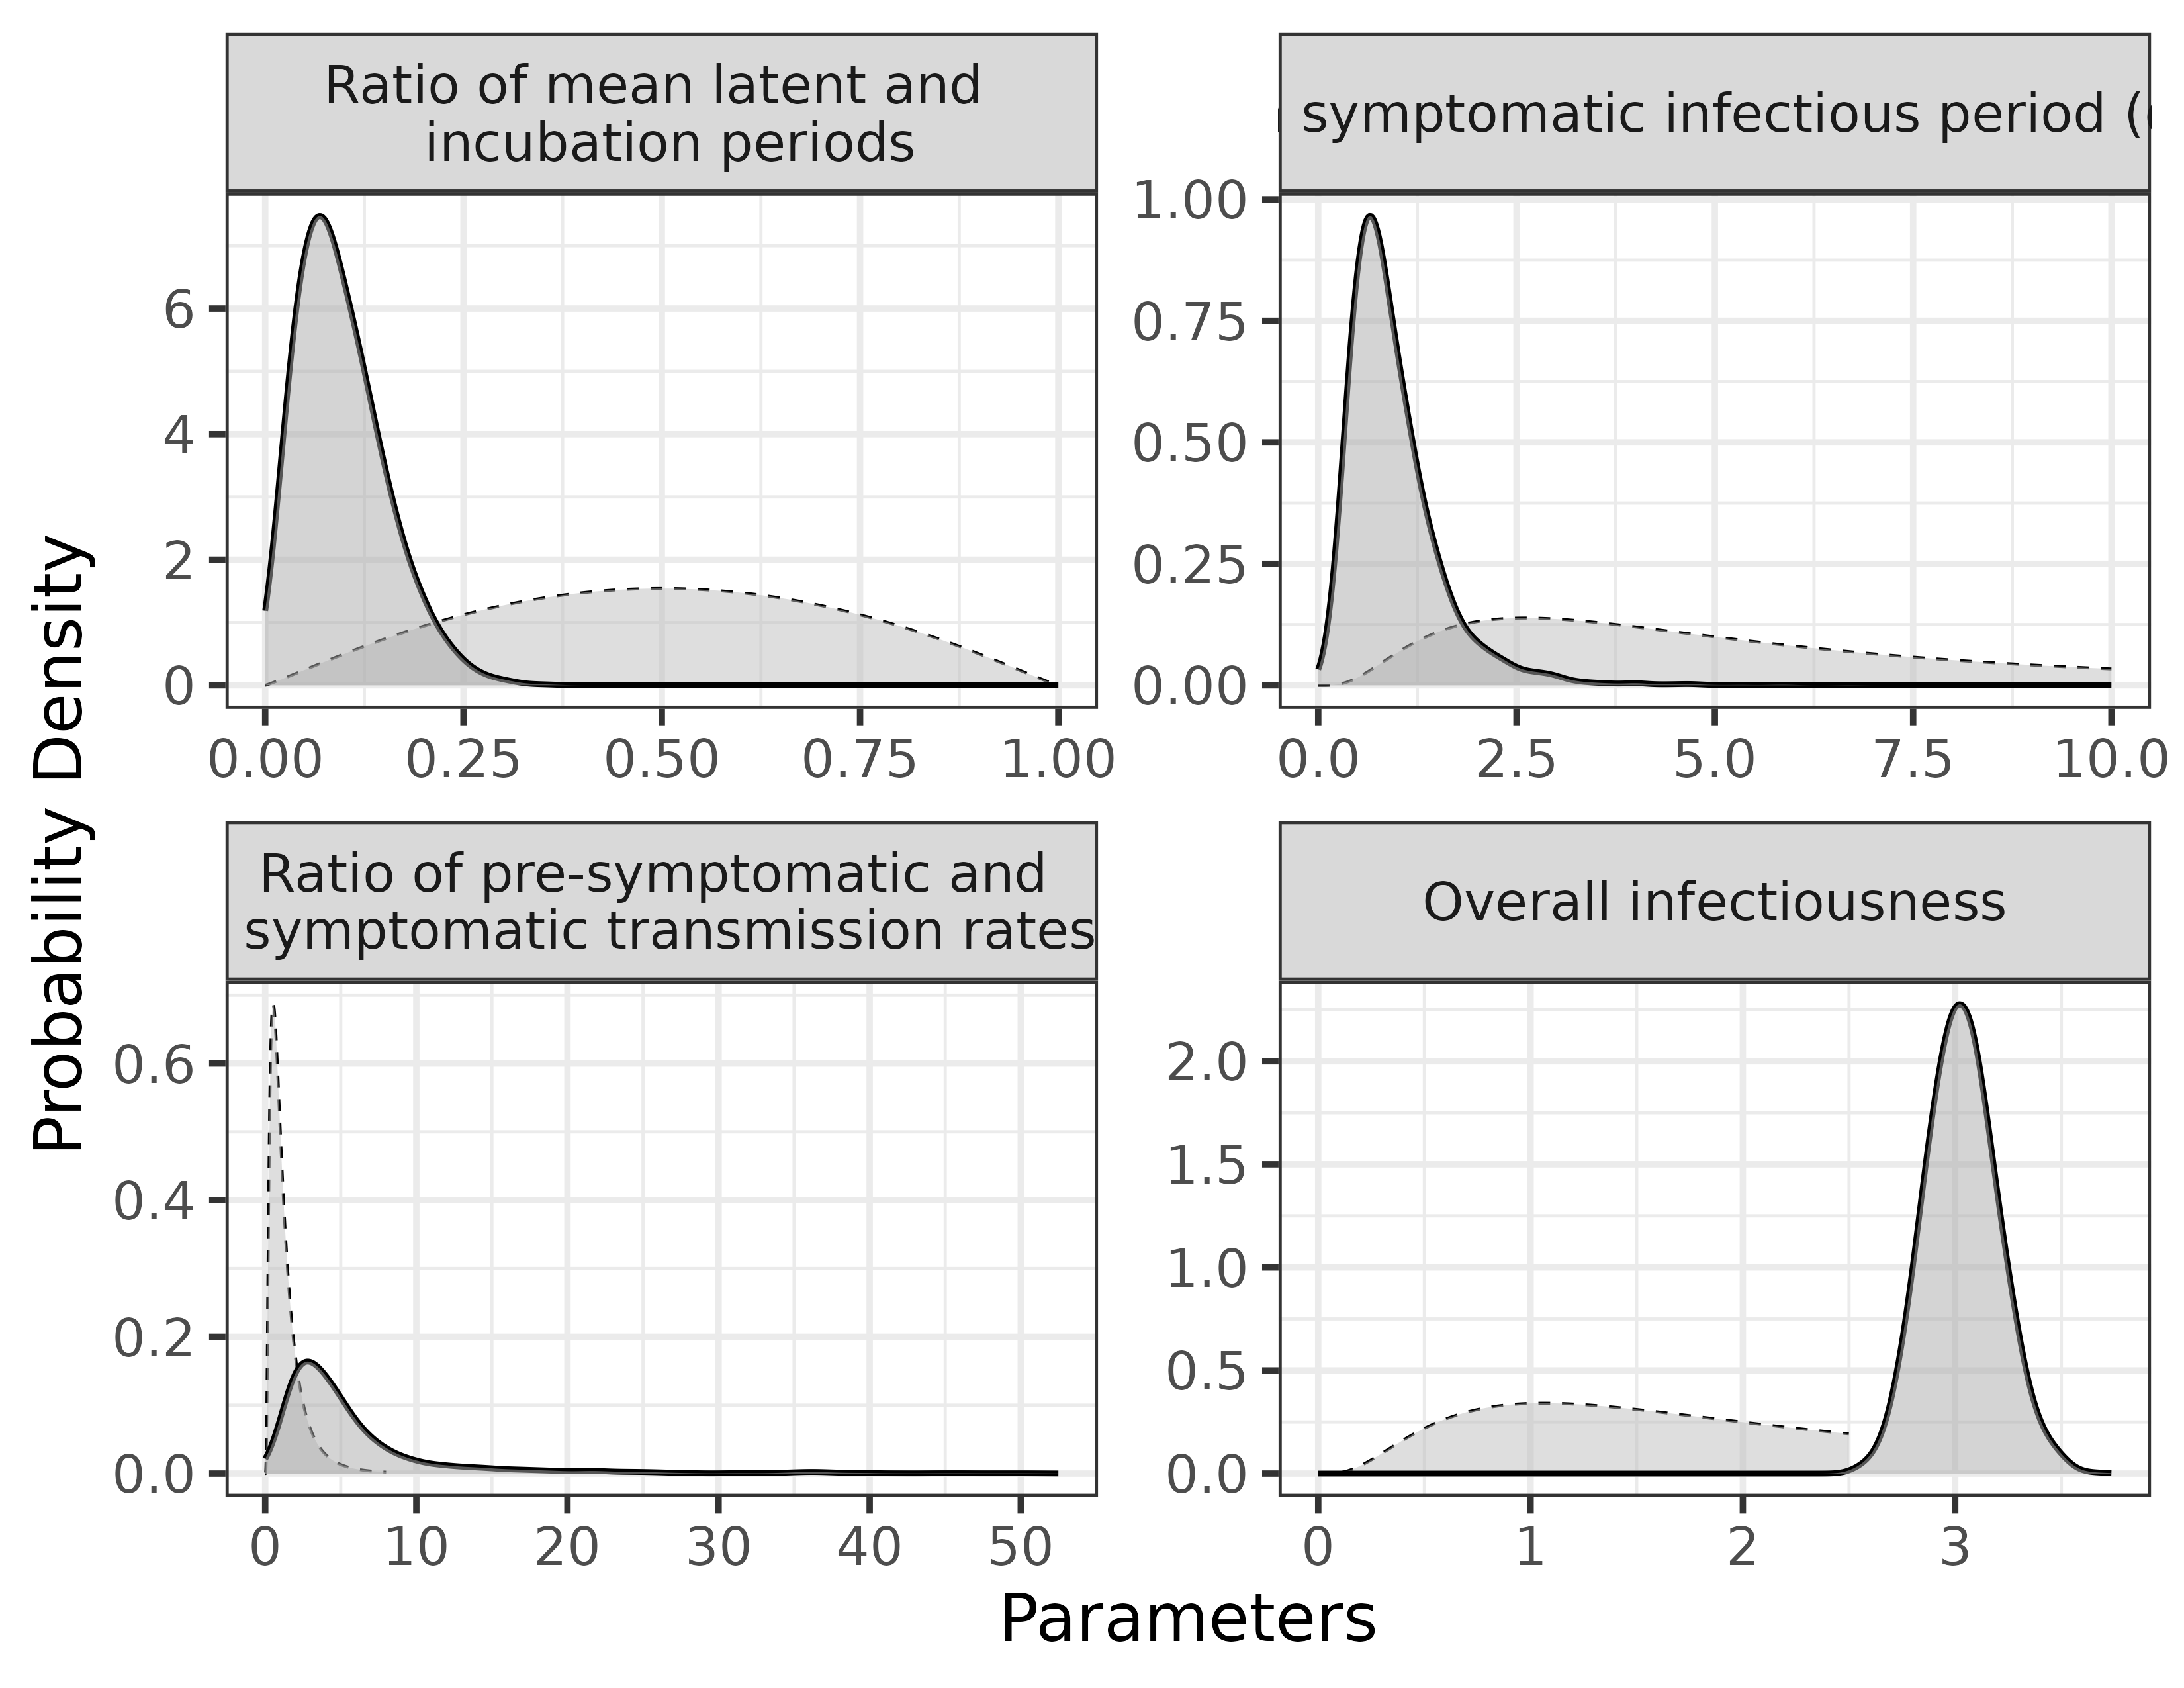 Ratio of mean latent and
incubation periods
symptomatic infectious period (
1.00
0.75
0.50
0.25
0.00
6
4
2
0
0.00 0.25 0.50 0.75 1.00
0.0 2.5 5.0 7.5 10.0
Probability Density
Ratio of pre-symptomatic and
symptomatic transmission rates
Overall infectiousness
0.6
0.4
0.2
0.0
2.0
1.5
1.0
0.5
0.0
0 10 20 30 40 50
0 1 2 3
Parameters